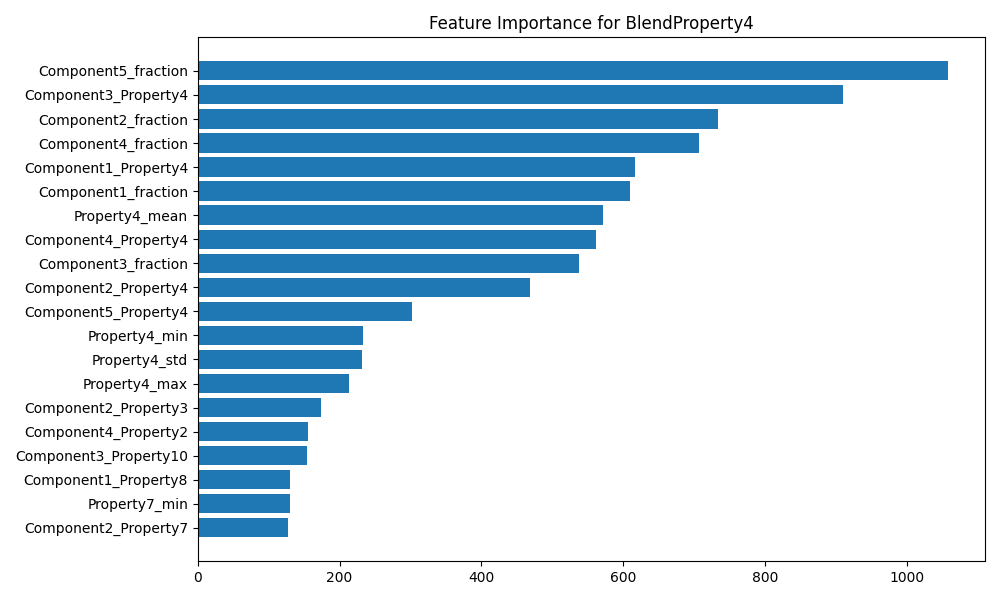 Feature Importance for BlendProperty4
Component5_fraction
Component3_Property4
Component2_fraction
Component4_fraction
Component1_Property4
Component1_fraction
Property4_mean
Component4_Property4
Component3_fraction
Component2_Property4
Component5_Property4
Property4_min
Property4_std
Property4_max
Component2_Property3
Component4_Property2
Component3_Property10
Component1_Property8
Property7_min
Component2_Property7
0 200 400 600 800 1000